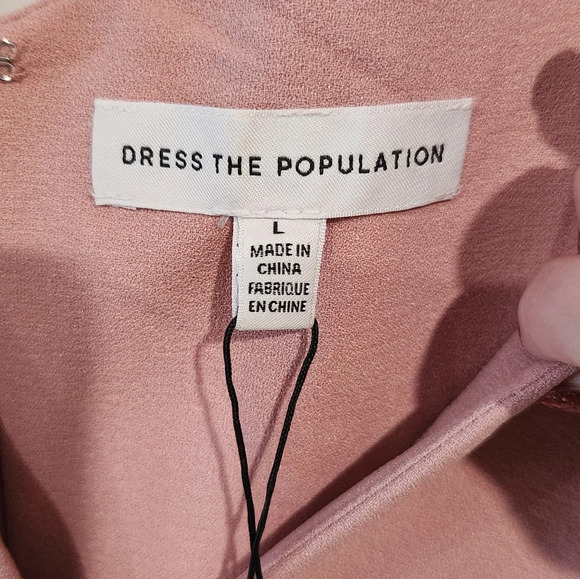 DRESS THE POPULATION
L
MADE IN
CHINA
FABRIQUE
EN CHINE